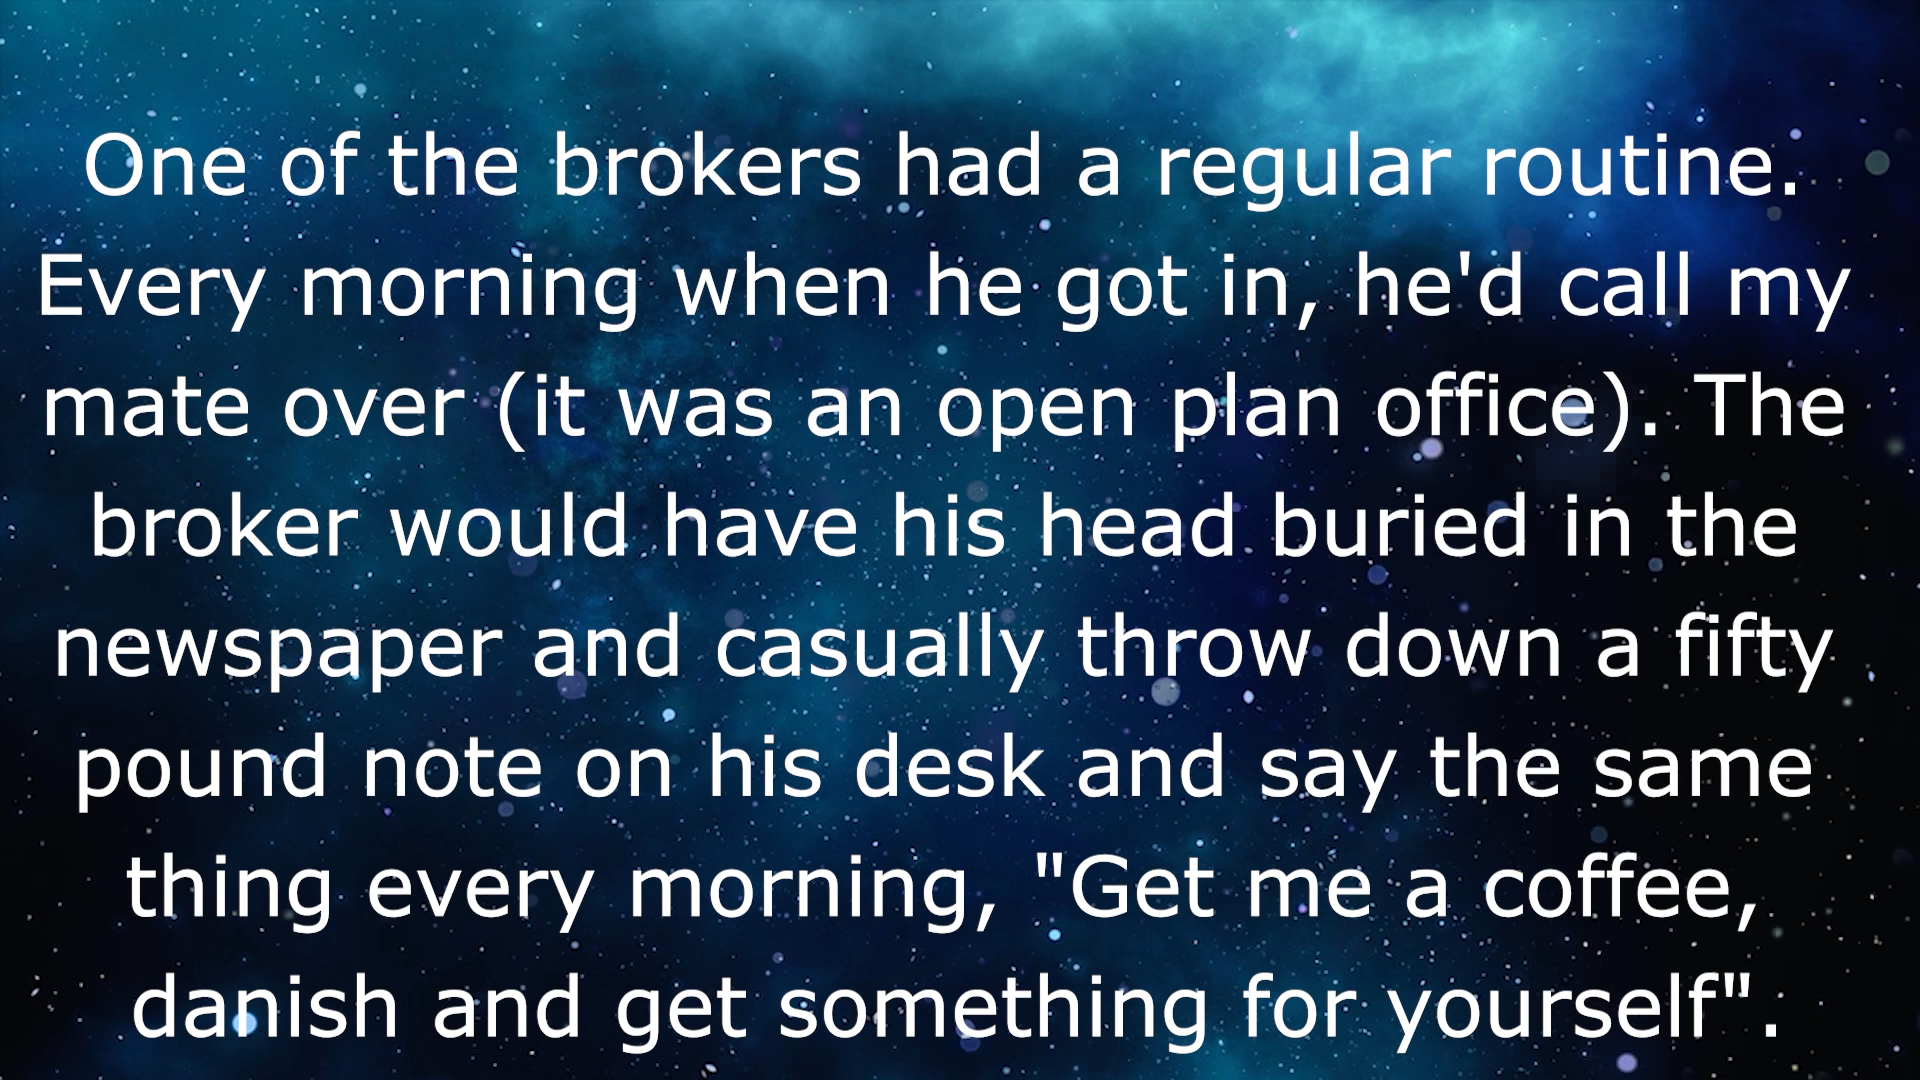 One of the brokers had a regular routine.
Every morning when he got in, he'd call my
mate over (it was an open plan office). The
broker would have his head buried in the
newspaper and casually throw down a fifty
pound note on his desk and say the same
thing every morning, "Get me a coffee,
danish and get something for yourself".